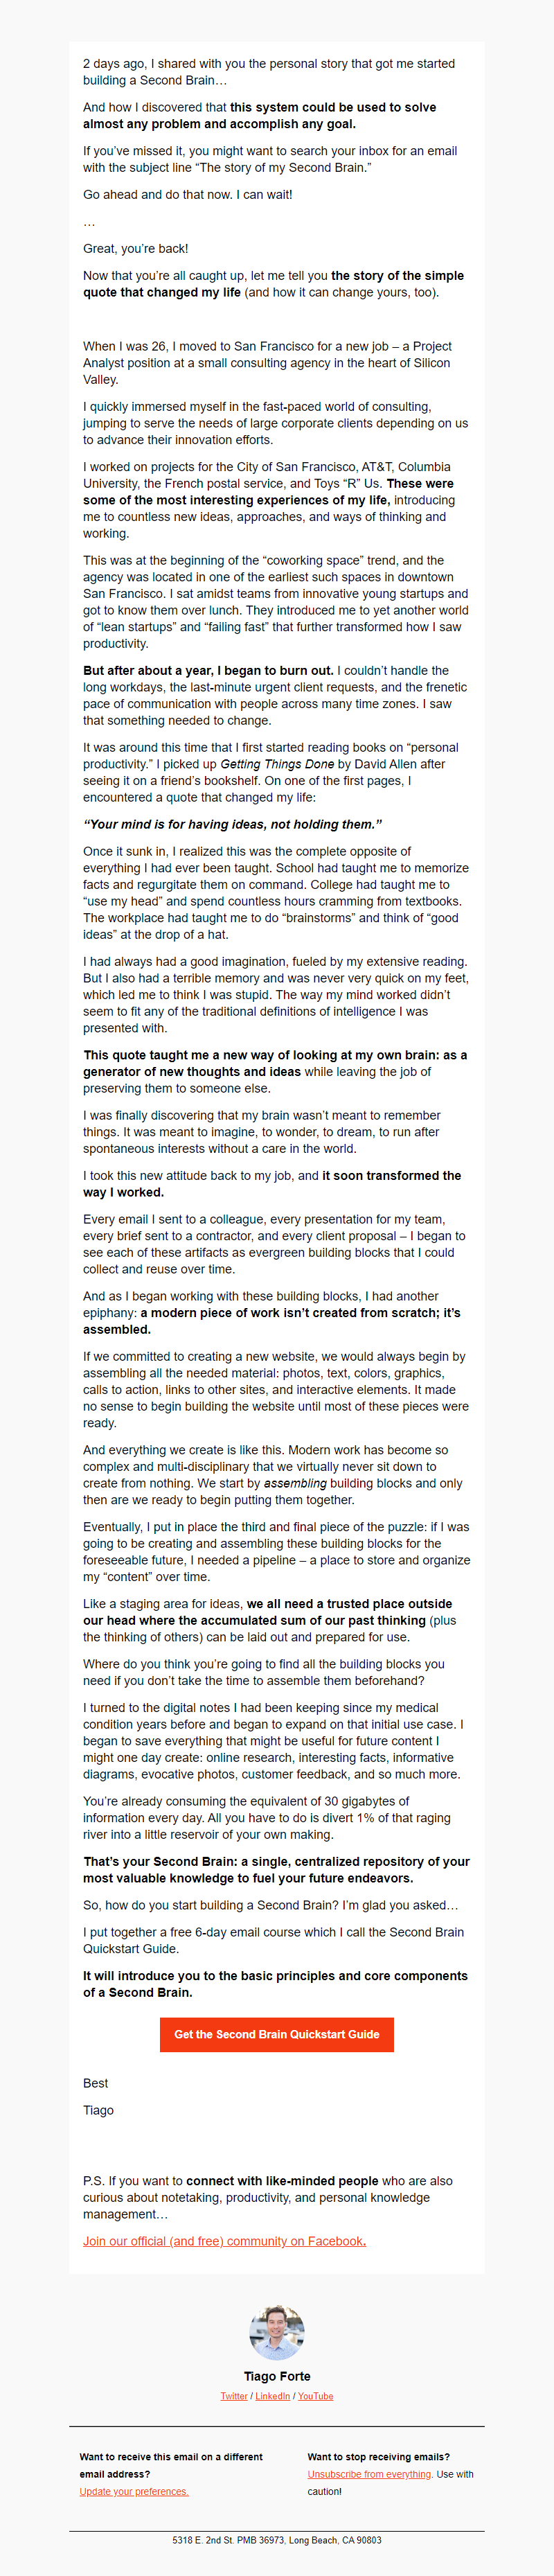 2 days ago, I shared with you the personal story that got me started
building a Second Brain…
And how I discovered that this system could be used to solve
almost any problem and accomplish any goal.
If you’ve missed it, you might want to search your inbox for an email
with the subject line “The story of my Second Brain.”
Go ahead and do that now. I can wait!
…
Great, you’re back!
Now that you’re all caught up, let me tell you the story of the simple
quote that changed my life (and how it can change yours, too).
When I was 26, I moved to San Francisco for a new job – a Project
Analyst position at a small consulting agency in the heart of Silicon
Valley.
I quickly immersed myself in the fast-paced world of consulting,
jumping to serve the needs of large corporate clients depending on us
to advance their innovation efforts.
I worked on projects for the City of San Francisco, AT&T, Columbia
University, the French postal service, and Toys “R” Us. These were
some of the most interesting experiences of my life, introducing
me to countless new ideas, approaches, and ways of thinking and
working.
This was at the beginning of the “coworking space” trend, and the
agency was located in one of the earliest such spaces in downtown
San Francisco. I sat amidst teams from innovative young startups and
got to know them over lunch. They introduced me to yet another world
of “lean startups” and “failing fast” that further transformed how I saw
productivity.
But after about a year, I began to burn out. I couldn’t handle the
long workdays, the last-minute urgent client requests, and the frenetic
pace of communication with people across many time zones. I saw
that something needed to change.
It was around this time that I first started reading books on “personal
productivity.” I picked up Getting Things Done by David Allen after
seeing it on a friend’s bookshelf. On one of the first pages, I
encountered a quote that changed my life:
“Your mind is for having ideas, not holding them.”
Once it sunk in, I realized this was the complete opposite of
everything I had ever been taught. School had taught me to memorize
facts and regurgitate them on command. College had taught me to
“use my head” and spend countless hours cramming from textbooks.
The workplace had taught me to do “brainstorms” and think of “good
ideas” at the drop of a hat.
I had always had a good imagination, fueled by my extensive reading.
But I also had a terrible memory and was never very quick on my feet,
which led me to think I was stupid. The way my mind worked didn’t
seem to fit any of the traditional definitions of intelligence I was
presented with.
This quote taught me a new way of looking at my own brain: as a
generator of new thoughts and ideas while leaving the job of
preserving them to someone else.
I was finally discovering that my brain wasn’t meant to remember
things. It was meant to imagine, to wonder, to dream, to run after
spontaneous interests without a care in the world.
I took this new attitude back to my job, and it soon transformed the
way I worked.
Every email I sent to a colleague, every presentation for my team,
every brief sent to a contractor, and every client proposal – I began to
see each of these artifacts as evergreen building blocks that I could
collect and reuse over time.
And as I began working with these building blocks, I had another
epiphany: a modern piece of work isn’t created from scratch; it’s
assembled.
If we committed to creating a new website, we would always begin by
assembling all the needed material: photos, text, colors, graphics,
calls to action, links to other sites, and interactive elements. It made
no sense to begin building the website until most of these pieces were
ready.
And everything we create is like this. Modern work has become so
complex and multi-disciplinary that we virtually never sit down to
create from nothing. We start by assembling building blocks and only
then are we ready to begin putting them together.
Eventually, I put in place the third and final piece of the puzzle: if I was
going to be creating and assembling these building blocks for the
foreseeable future, I needed a pipeline – a place to store and organize
my “content” over time.
Like a staging area for ideas, we all need a trusted place outside
our head where the accumulated sum of our past thinking (plus
the thinking of others) can be laid out and prepared for use.
Where do you think you’re going to find all the building blocks you
need if you don’t take the time to assemble them beforehand?
I turned to the digital notes I had been keeping since my medical
condition years before and began to expand on that initial use case. I
began to save everything that might be useful for future content I
might one day create: online research, interesting facts, informative
diagrams, evocative photos, customer feedback, and so much more.
You’re already consuming the equivalent of 30 gigabytes of
information every day. All you have to do is divert 1% of that raging
river into a little reservoir of your own making.
That’s your Second Brain: a single, centralized repository of your
most valuable knowledge to fuel your future endeavors.
So, how do you start building a Second Brain? I’m glad you asked…
I put together a free 6-day email course which I call the Second Brain
Quickstart Guide.
It will introduce you to the basic principles and core components
of a Second Brain.
Get the Second Brain Quickstart Guide
Best
Tiago
P.S. If you want to connect with like-minded people who are also
curious about notetaking, productivity, and personal knowledge
management…
Join our official (and free) community on Facebook.
Tiago Forte
Twitter / LinkedIn / YouTube
Want to receive this email on a different
email address?
Update your preferences.
Want to stop receiving emails?
Unsubscribe from everything. Use with
caution!
5318 E. 2nd St. PMB 36973, Long Beach, CA 90803